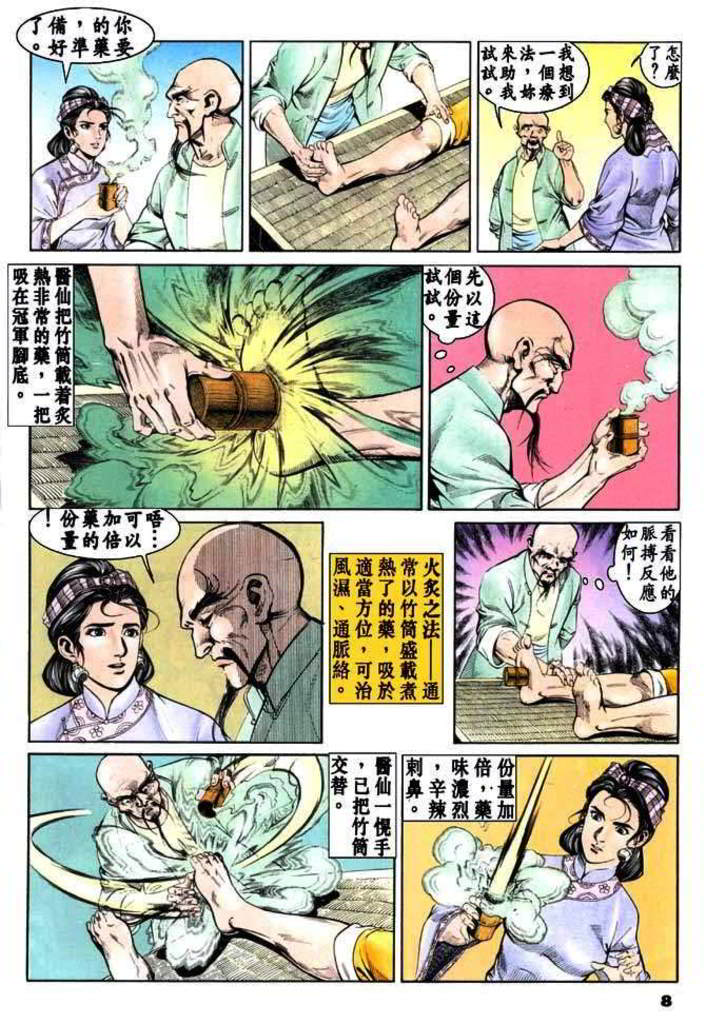 怎麼
了?
我想到
一個療
法,妳
來助我
試試。
你要
的藥
,準
備好
了。
先以這
個份量
試試。
醫仙把竹筒載着炙
熱非常的藥,一把
吸在冠軍腳底。
看看他的
脈搏反應
如何!
火炙之法——通
常以竹筒盛載煮
熱了的藥,吸於
適當方位,可治
風濕、通脈絡。
唔…
可以
加倍
藥的
份量
!
份量加
倍,藥
味濃烈
,辛辣
刺鼻。
醫仙一愰手
,已把竹筒
交替。
8